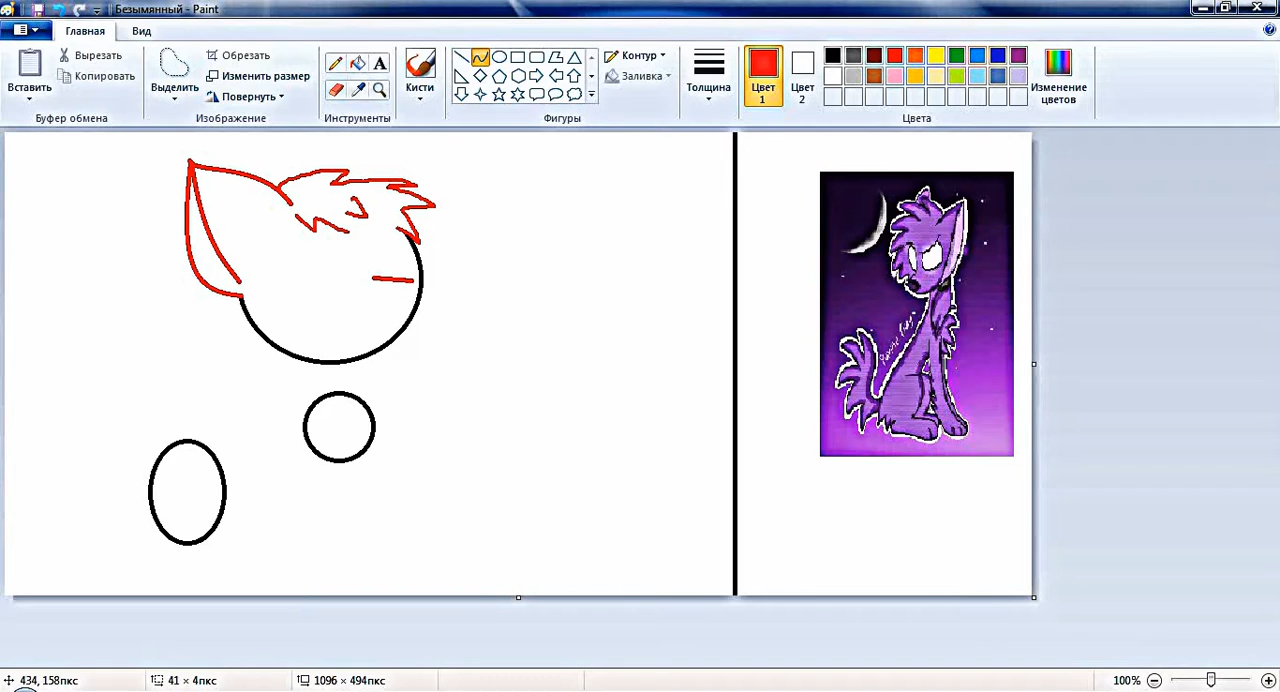 Безымянный - Paint
Главная Вид
Вставить
Вырезать
Копировать
Буфер обмена
Выделить
Обрезать
Изменить размер
Повернуть
Изображение
Инструменты
Кисти
Контур
Заливка
Фигуры
Толщина
Цвет 1
Цвет 2
Изменение цветов
Цвета
434, 158пкс 41 × 4пкс 1096 × 494пкс 100%